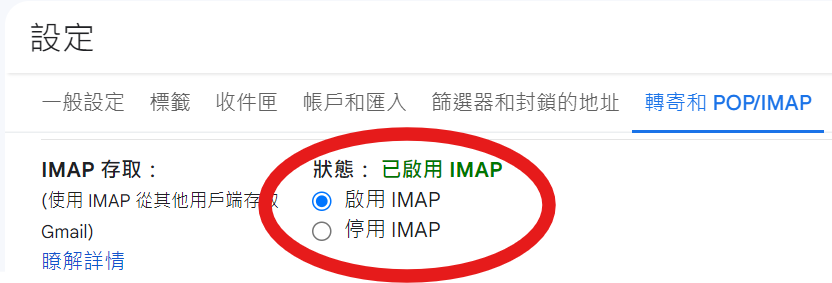 設定
一般設定 標籤 收件匣 帳戶和匯入 篩選器和封鎖的地址 轉寄和 POP/IMAP
IMAP 存取：
(使用 IMAP 從其他用戶端存取
Gmail)
瞭解詳情
狀態： 已啟用 IMAP
啟用 IMAP
停用 IMAP